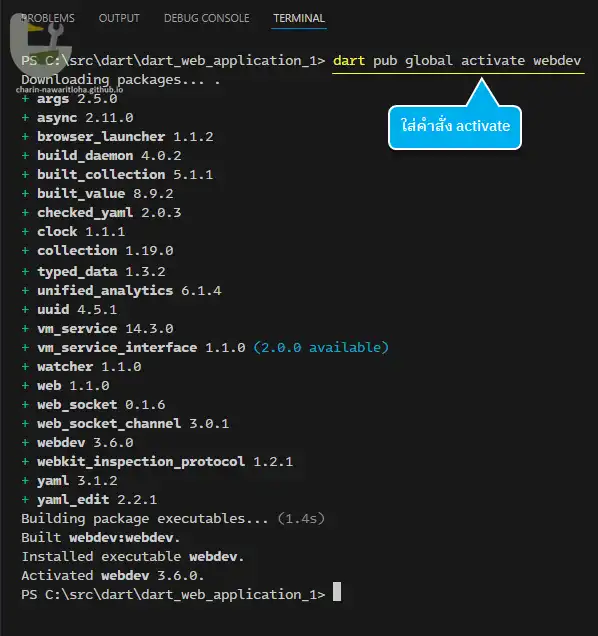 PROBLEMS OUTPUT DEBUG CONSOLE TERMINAL
PS C:\src\dart\dart_web_application_1> dart pub global activate webdev
Downloading packages... .
charin-nawaritloha.github.io
+ args 2.5.0
ใส่คำสั่ง activate
+ async 2.11.0
+ browser_launcher 1.1.2
+ build_daemon 4.0.2
+ built_collection 5.1.1
+ built_value 8.9.2
+ checked_yaml 2.0.3
+ clock 1.1.1
+ collection 1.19.0
+ typed_data 1.3.2
+ unified_analytics 6.1.4
+ uuid 4.5.1
+ vm_service 14.3.0
+ vm_service_interface 1.1.0 (2.0.0 available)
+ watcher 1.1.0
+ web 1.1.0
+ web_socket 0.1.6
+ web_socket_channel 3.0.1
+ webdev 3.6.0
+ webkit_inspection_protocol 1.2.1
+ yaml 3.1.2
+ yaml_edit 2.2.1
Building package executables... (1.4s)
Built webdev:webdev.
Installed executable webdev.
Activated webdev 3.6.0.
PS C:\src\dart\dart_web_application_1>